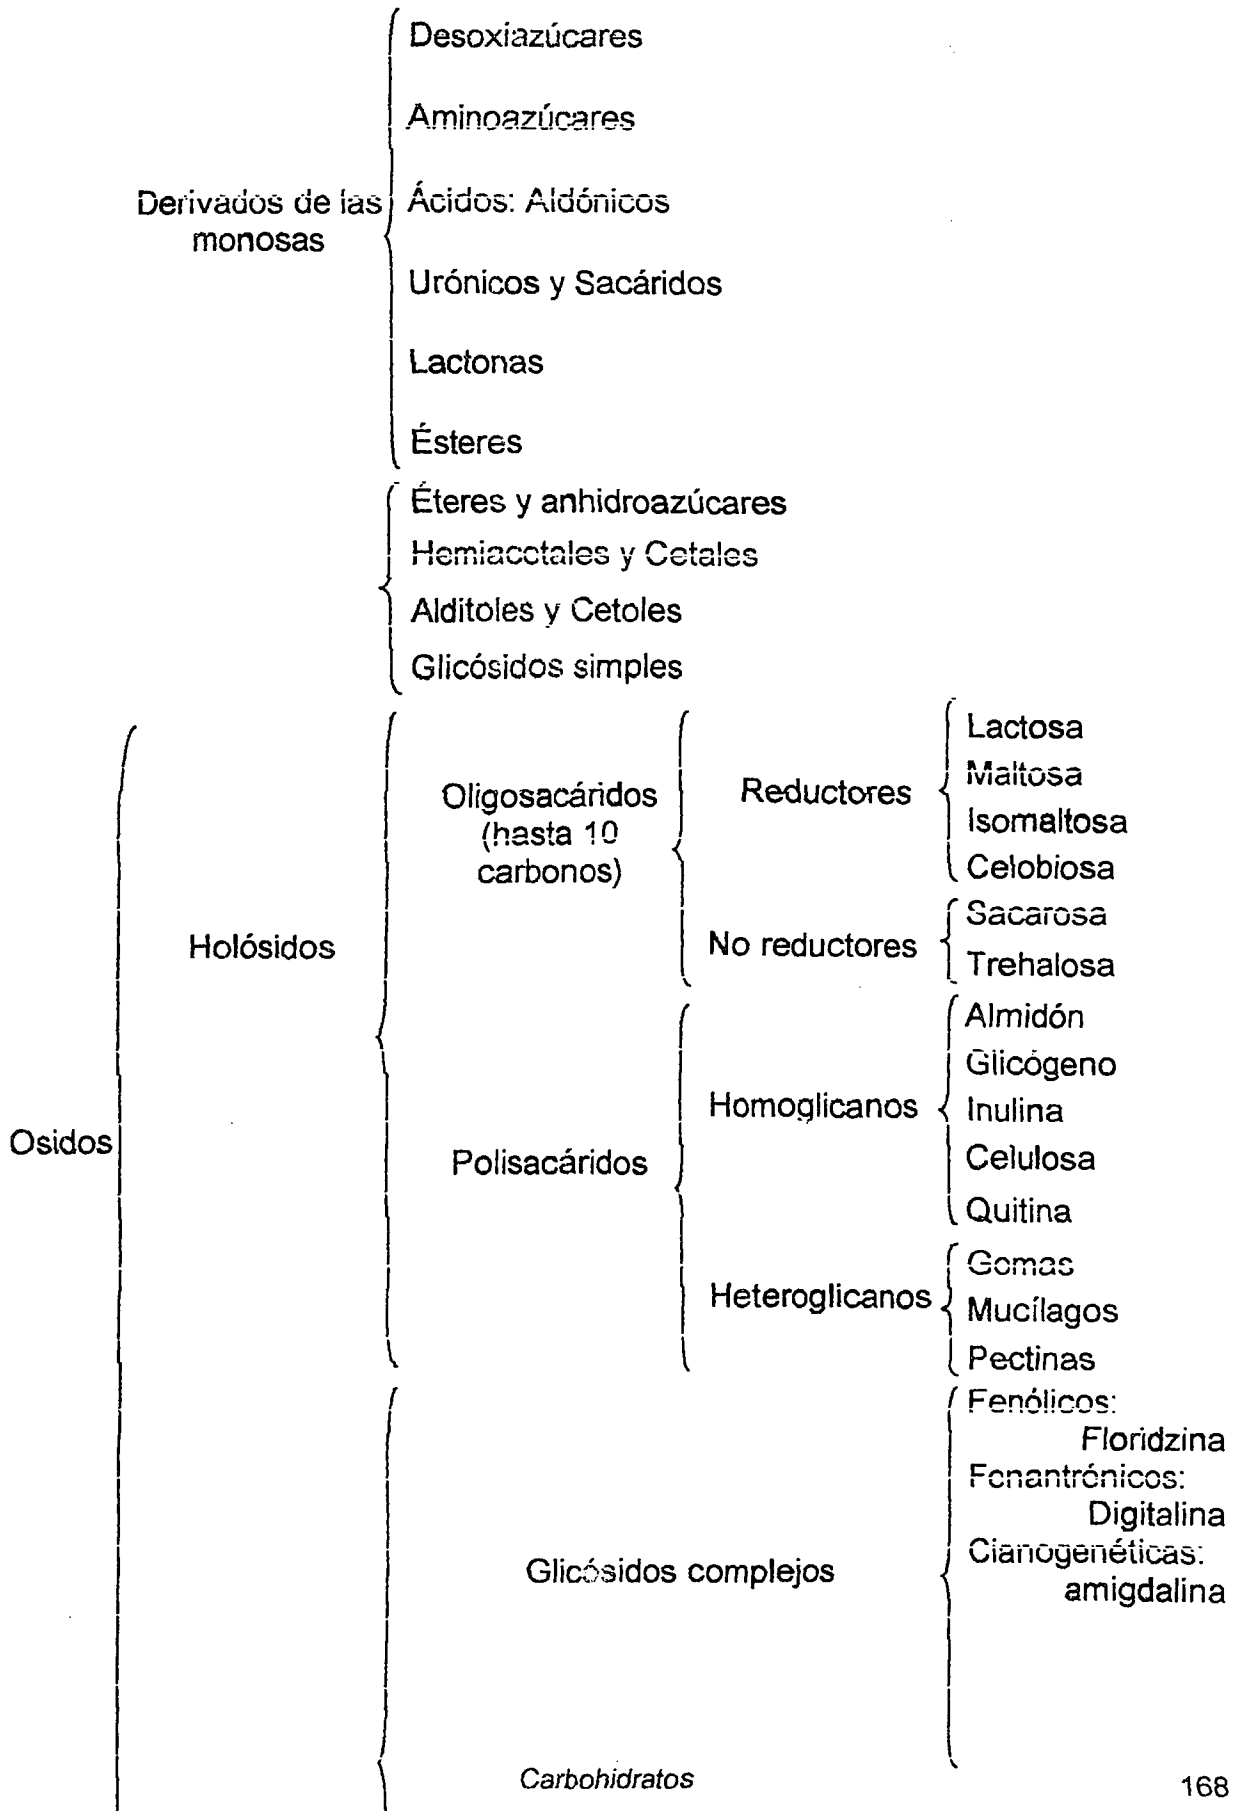 Desoxiazúcares
Aminoazúcares
Derivados de las
monosas
Ácidos: Aldónicos
Urónicos y Sacáridos
Lactonas
Ésteres
Éteres y anhidroazúcares
Hemiacetales y Cetales
Alditoles y Cetoles
Glicósidos simples
Osidos
Holósidos
Oligosacáridos
(hasta 10
carbonos)
Reductores
Lactosa
Maltosa
Isomaltosa
Celobiosa
No reductores
Sacarosa
Trehalosa
Polisacáridos
Homoglicanos
Almidón
Glicógeno
Inulina
Celulosa
Quitina
Heteroglicanos
Gomas
Mucílagos
Pectinas
Glicósidos complejos
Fenólicos:
Floridzina
Fenantrónicos:
Digitalina
Cianogenéticas:
amigdalina
Carbohidratos
168